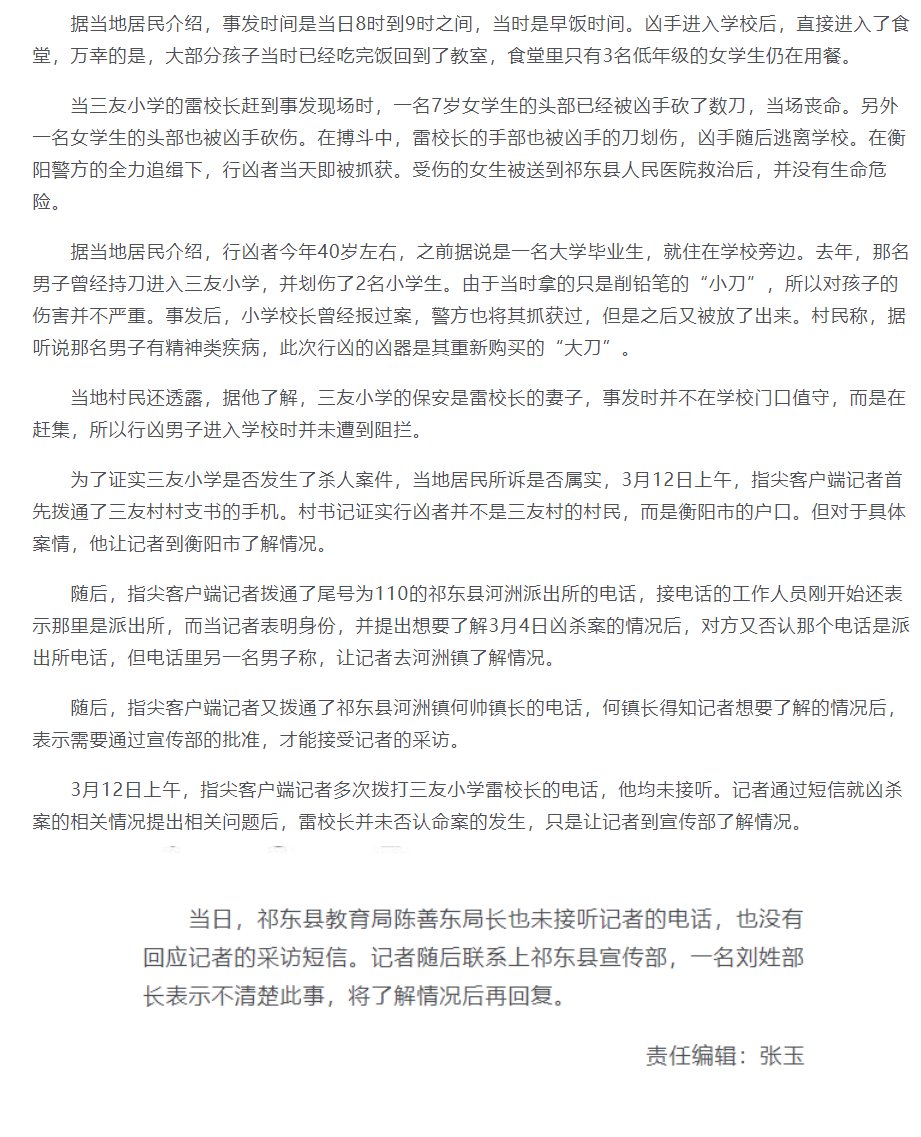 据当地居民介绍，事发时间是当日8时到9时之间，当时是早饭时间。凶手进入学校后，直接进入了食
堂，万幸的是，大部分孩子当时已经吃完饭回到了教室，食堂里只有3名低年级的女学生仍在用餐。
当三友小学的雷校长赶到事发现场时，一名7岁女学生的头部已经被凶手砍了数刀，当场丧命。另外
一名女学生的头部也被凶手砍伤。在搏斗中，雷校长的手部也被凶手的刀划伤，凶手随后逃离学校。在衡
阳警方的全力追缉下，行凶者当天即被抓获。受伤的女生被送到祁东县人民医院救治后，并没有生命危
险。
据当地居民介绍，行凶者今年40岁左右，之前据说是一名大学毕业生，就住在学校旁边。去年，那名
男子曾经持刀进入三友小学，并划伤了2名小学生。由于当时拿的只是削铅笔的“小刀”，所以对孩子的
伤害并不严重。事发后，小学校长曾经报过案，警方也将其抓获过，但是之后又被放了出来。村民称，据
听说那名男子有精神类疾病，此次行凶的凶器是其重新购买的“大刀”。
当地村民还透露，据他了解，三友小学的保安是雷校长的妻子，事发时并不在学校门口值守，而是在
赶集，所以行凶男子进入学校时并未遭到阻拦。
为了证实三友小学是否发生了杀人案件，当地居民所诉是否属实，3月12日上午，指尖客户端记者首
先拨通了三友村村支书的手机。村书记证实行凶者并不是三友村的村民，而是衡阳市的户口。但对于具体
案情，他让记者到衡阳市了解情况。
随后，指尖客户端记者拨通了尾号为110的祁东县河洲派出所的电话，接电话的工作人员刚开始还表
示那里是派出所，而当记者表明身份，并提出想要了解3月4日凶杀案的情况后，对方又否认那个电话是派
出所电话，但电话里另一名男子称，让记者去河洲镇了解情况。
随后，指尖客户端记者又拨通了祁东县河洲镇何帅镇长的电话，何镇长得知记者想要了解的情况后，
表示需要通过宣传部的批准，才能接受记者的采访。
3月12日上午，指尖客户端记者多次拨打三友小学雷校长的电话，他均未接听。记者通过短信就凶杀
案的相关情况提出相关问题后，雷校长并未否认命案的发生，只是让记者到宣传部了解情况。
当日，祁东县教育局陈善东局长也未接听记者的电话，也没有
回应记者的采访短信。记者随后联系上祁东县宣传部，一名刘姓部
长表示不清楚此事，将了解情况后再回复。
责任编辑：张玉